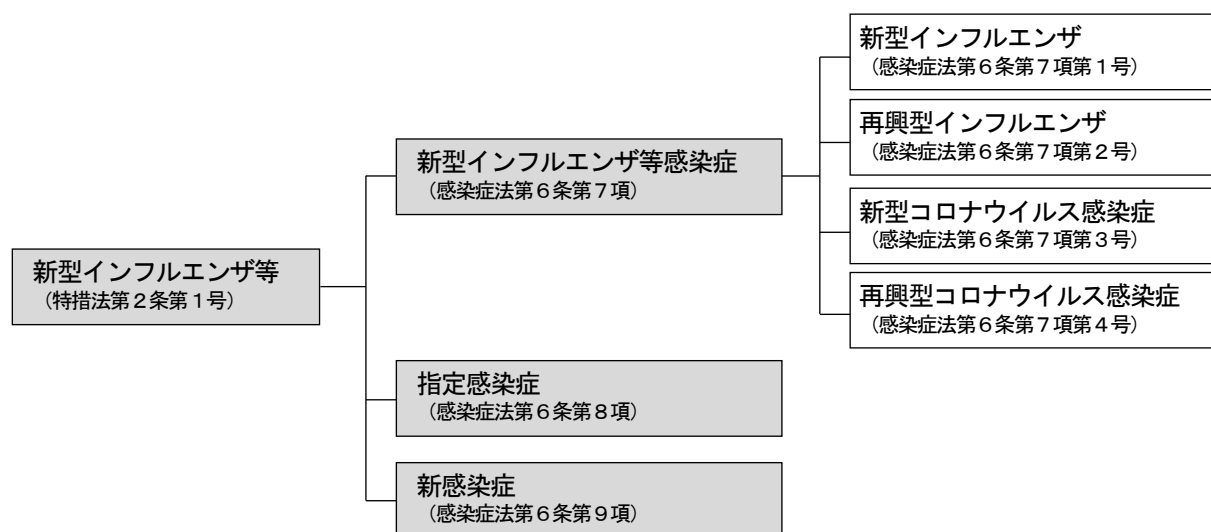 新型インフルエンザ
（感染症法第６条第７項第１号）
再興型インフルエンザ
（感染症法第６条第７項第２号）
新型インフルエンザ等感染症
（感染症法第６条第７項）
新型コロナウイルス感染症
（感染症法第６条第７項第３号）
新型インフルエンザ等
（特措法第２条第１号）
再興型コロナウイルス感染症
（感染症法第６条第７項第４号）
指定感染症
（感染症法第６条第８項）
新感染症
（感染症法第６条第９項）